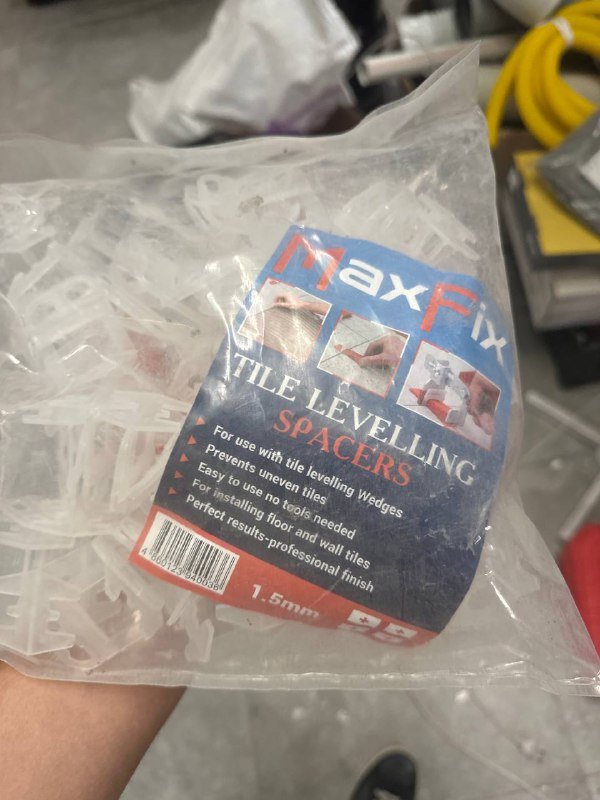 MaxFix
TILE LEVELLING
SPACERS
For use with tile levelling Wedges
Prevents uneven tiles
Easy to use no tools needed
For installing floor and wall tiles
Perfect results-professional finish
1.5mm